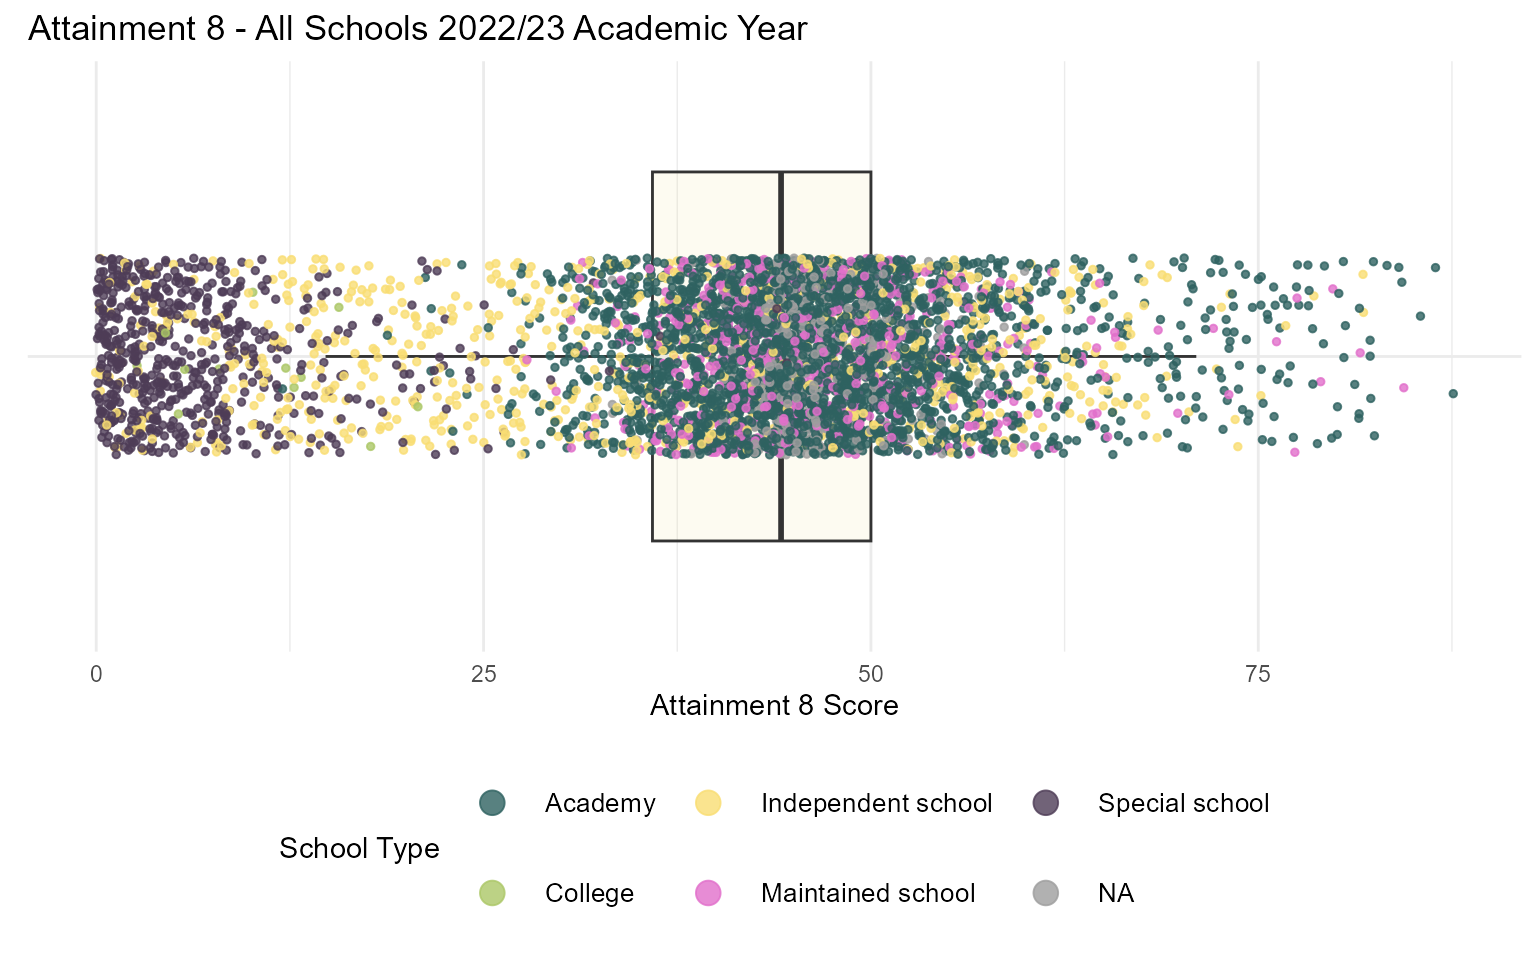 Attainment 8 - All Schools 2022/23 Academic Year
0 25 50 75
Attainment 8 Score
School Type
Academy Independent school Special school
College Maintained school NA